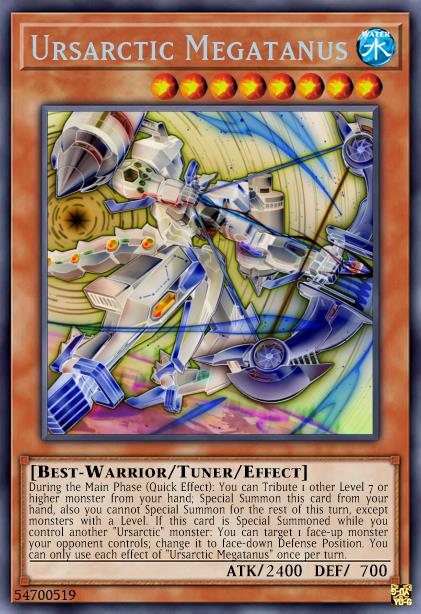 URSARCTIC MEGATANUS
WATER
水
[BEST-WARRIOR/TUNER/EFFECT]
During the Main Phase (Quick Effect): You can Tribute 1 other Level 7 or
higher monster from your hand; Special Summon this card from your
hand, also you cannot Special Summon for the rest of this turn, except
monsters with a Level. If this card is Special Summoned while you
control another "Ursarctic" monster: You can target 1 face-up monster
your opponent controls; change it to face-down Defense Position. You
can only use each effect of "Ursarctic Megatanus" once per turn.
ATK/2400 DEF/ 700
54700519